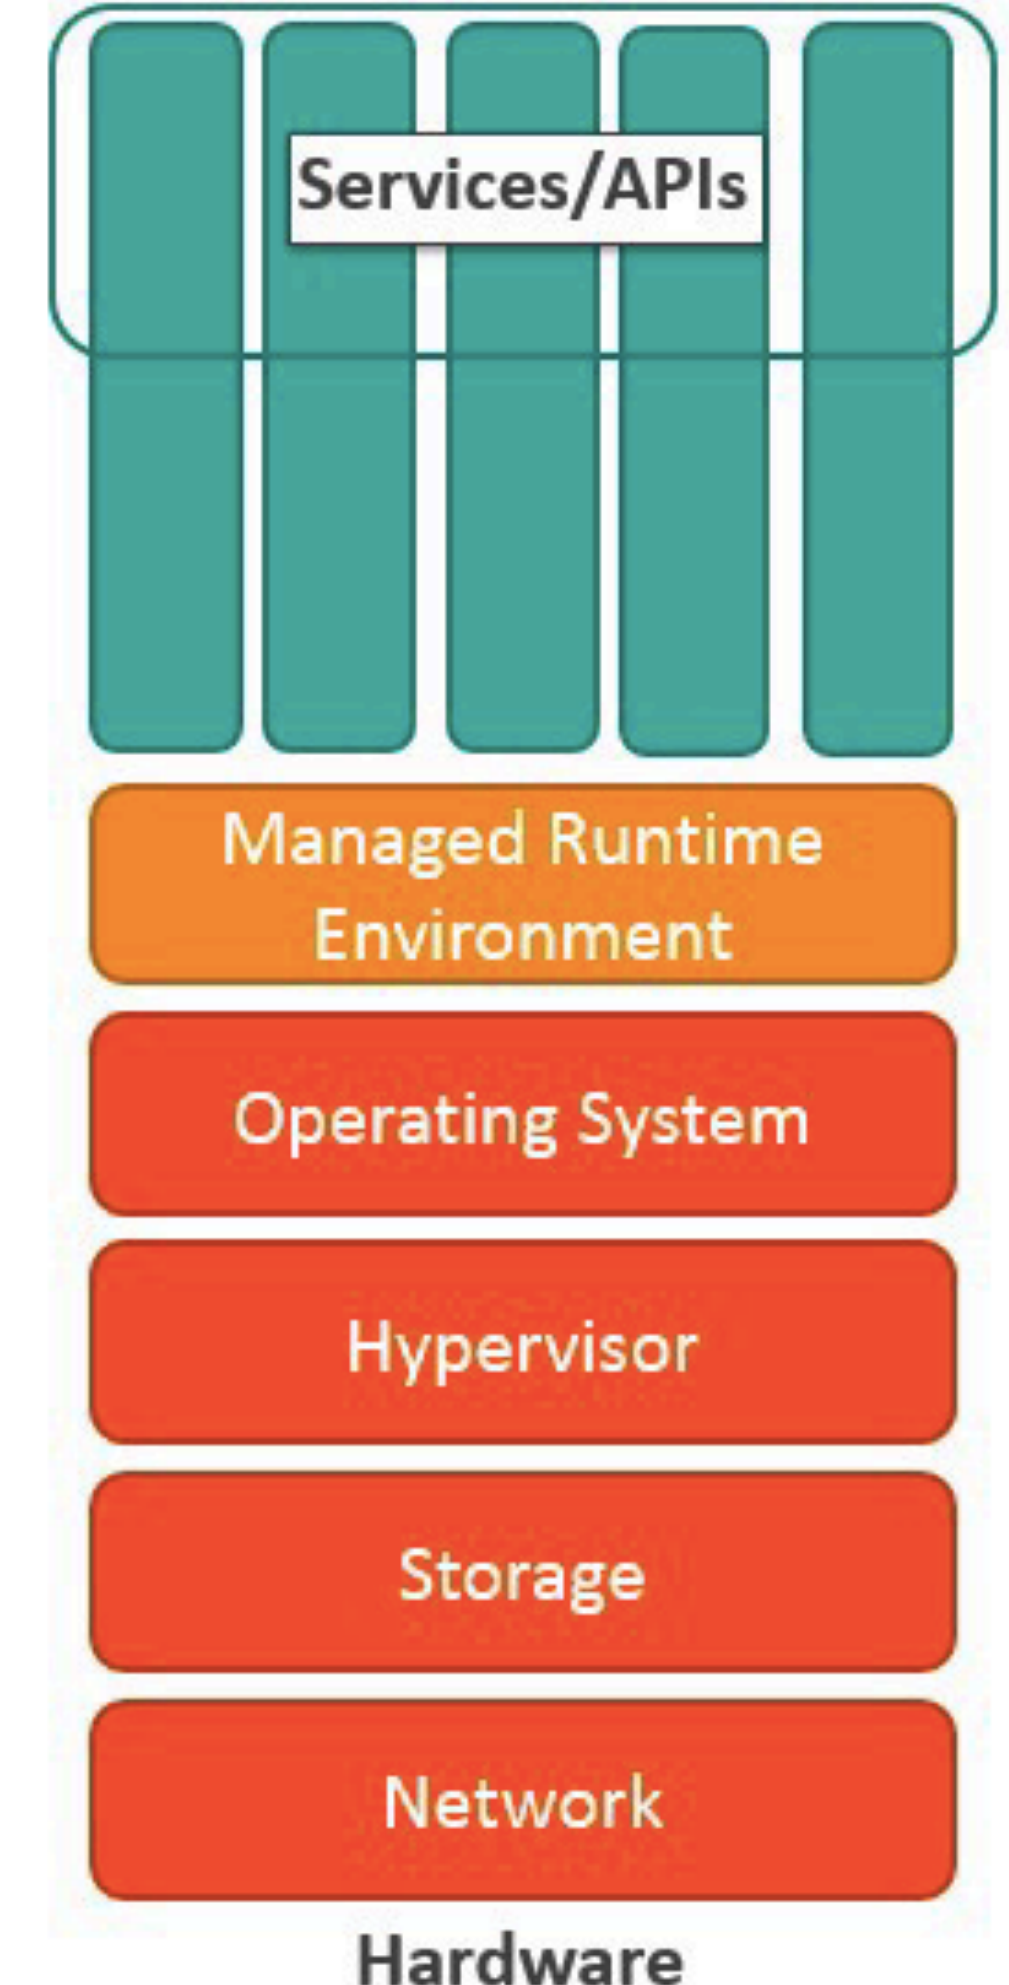 Services/APIs
Managed Runtime
Environment
Operating System
Hypervisor
Storage
Network
Hardware